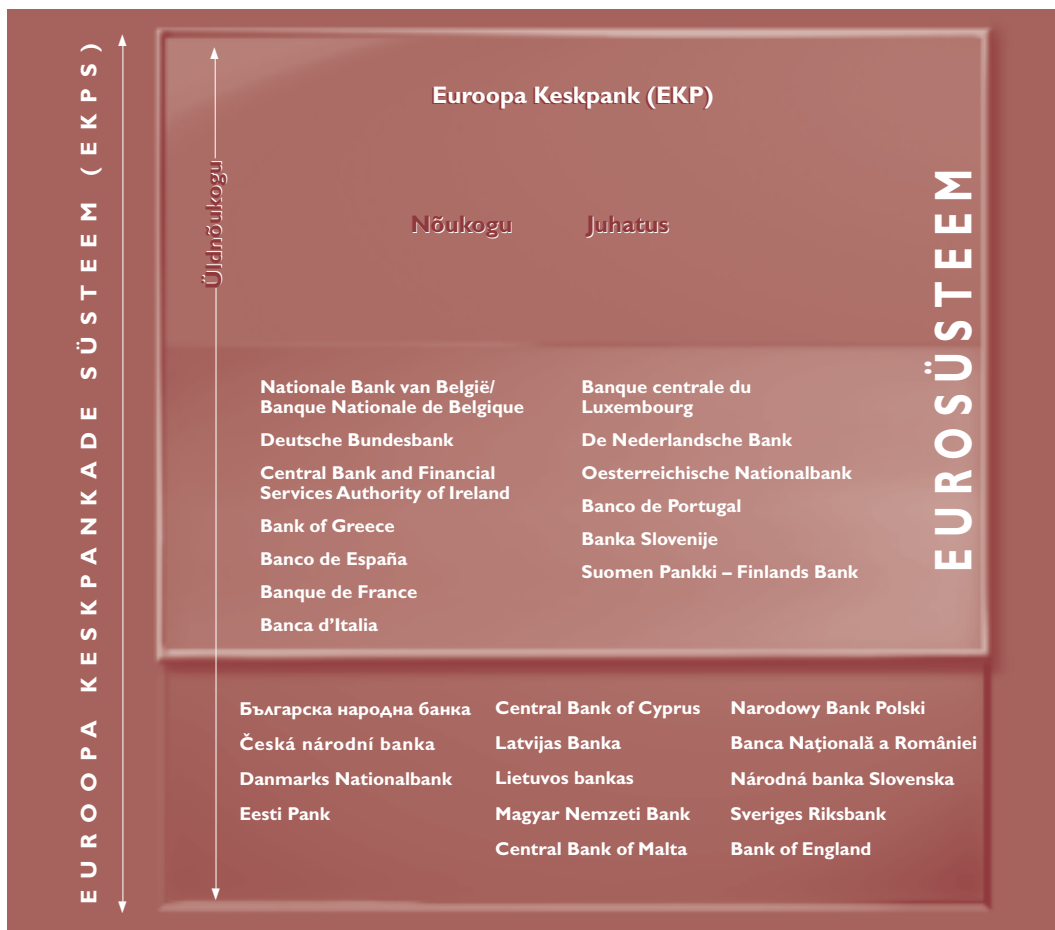 EUROOPA KESKPANKADE SÜSTEEM (EKPS)
Üldnõukogu
Euroopa Keskpank (EKP)
Nõukogu
Juhatus
EUROSÜSTEEM
Nationale Bank van België/
Banque Nationale de Belgique
Deutsche Bundesbank
Central Bank and Financial
Services Authority of Ireland
Bank of Greece
Banco de España
Banque de France
Banca d’Italia
Banque centrale du
Luxembourg
De Nederlandsche Bank
Oesterreichische Nationalbank
Banco de Portugal
Banka Slovenije
Suomen Pankki – Finlands Bank
Българска народна банка
Česká národní banka
Danmarks Nationalbank
Eesti Pank
Central Bank of Cyprus
Latvijas Banka
Lietuvos bankas
Magyar Nemzeti Bank
Central Bank of Malta
Narodowy Bank Polski
Banca Naţională a României
Národná banka Slovenska
Sveriges Riksbank
Bank of England